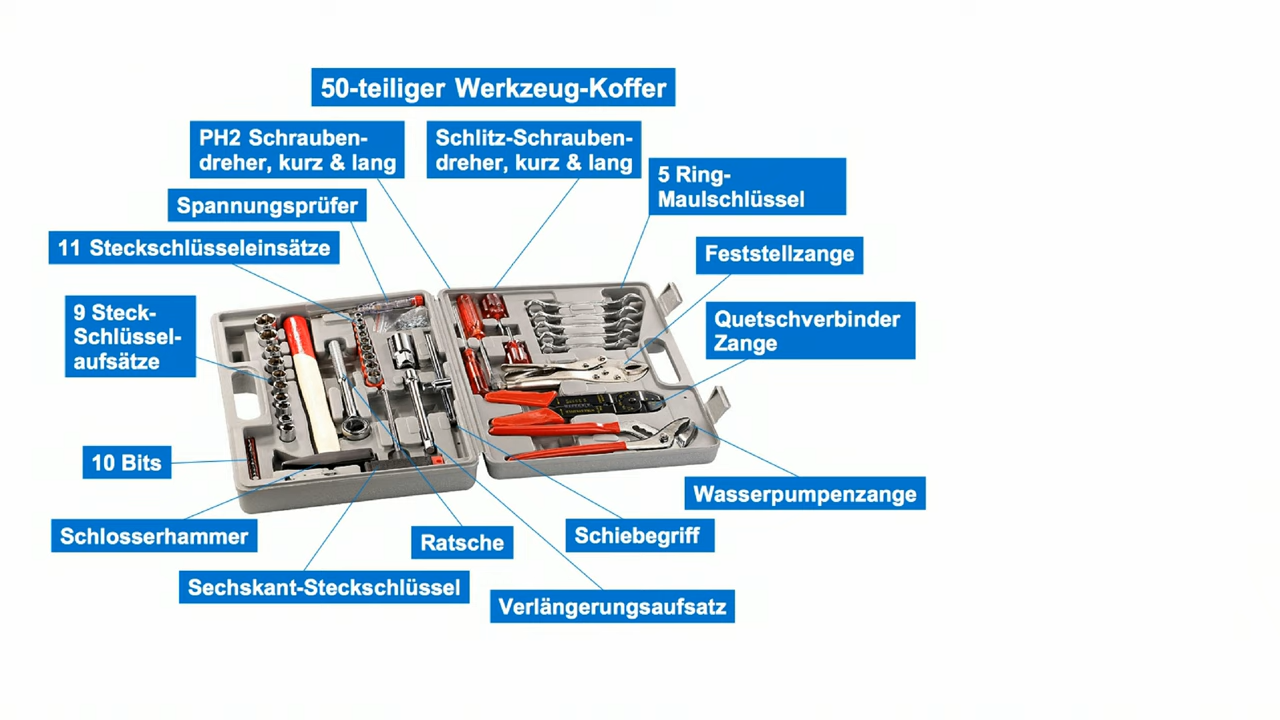 50-teiliger Werkzeug-Koffer
PH2 Schrauben-
dreher, kurz & lang
Schlitz-Schrauben-
dreher, kurz & lang
5 Ring-
Maulschlüssel
Spannungsprüfer
11 Steckschlüsseleinsätze
Feststellzange
9 Steck-
Schlüssel-
aufsätze
Quetschverbinder
Zange
10 Bits
Wasserpumpenzange
Schlosserhammer
Ratsche
Schiebegriff
Sechskant-Steckschlüssel
Verlängerungsaufsatz